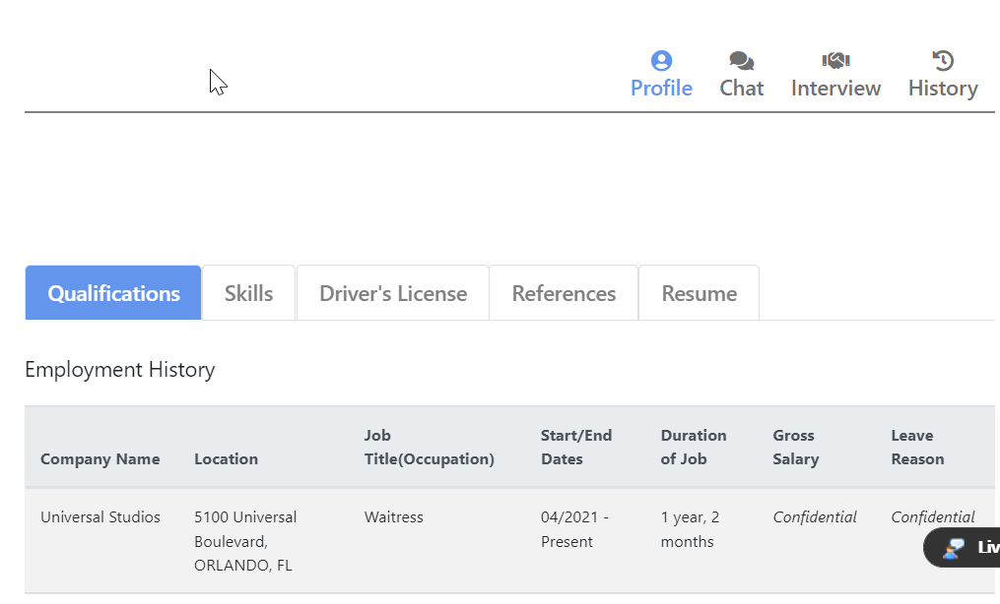 Profile Chat Interview History
Qualifications Skills Driver's License References Resume
Employment History
Company Name Location Job Title(Occupation) Start/End Dates Duration of Job Gross Salary Leave Reason
Universal Studios 5100 Universal Boulevard, ORLANDO, FL Waitress 04/2021 - Present 1 year, 2 months Confidential Confidential